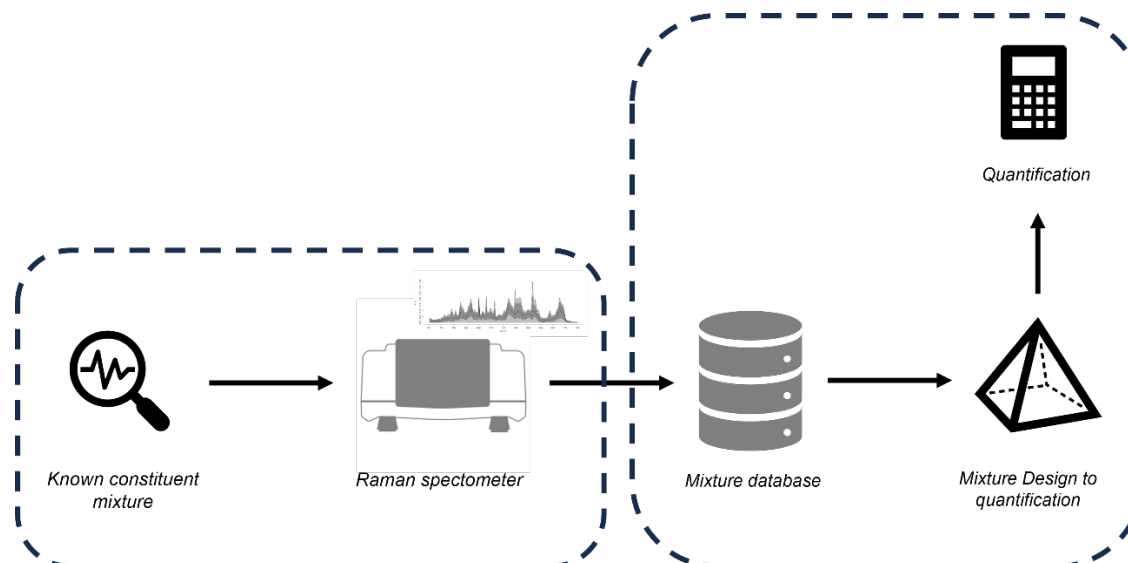 Quantification
Known constituent
mixture
Raman spectometer
Mixture database
Mixture Design to
quantification